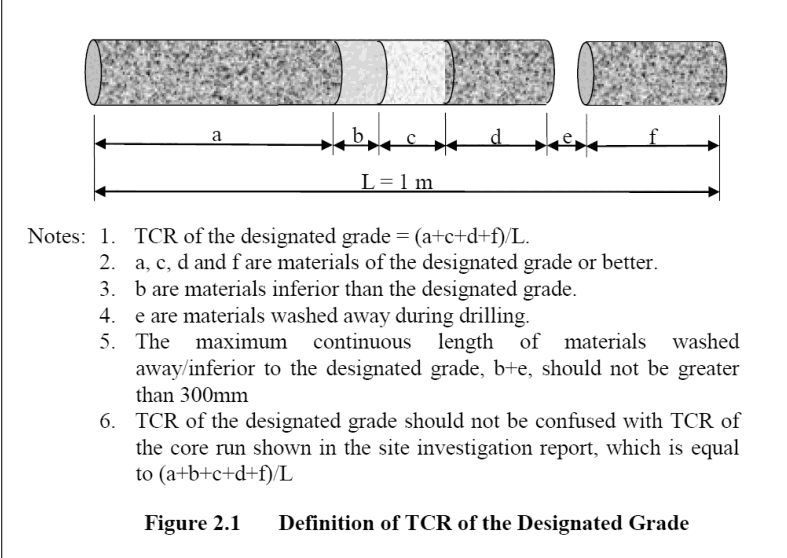 a
b
c
d
e
f
L = 1 m
Notes: 1. TCR of the designated grade = (a+c+d+f)/L.
2. a, c, d and f are materials of the designated grade or better.
3. b are materials inferior than the designated grade.
4. e are materials washed away during drilling.
5. The maximum continuous length of materials washed
away/inferior to the designated grade, b+e, should not be greater
than 300mm
6. TCR of the designated grade should not be confused with TCR of
the core run shown in the site investigation report, which is equal
to (a+b+c+d+f)/L
Figure 2.1 Definition of TCR of the Designated Grade